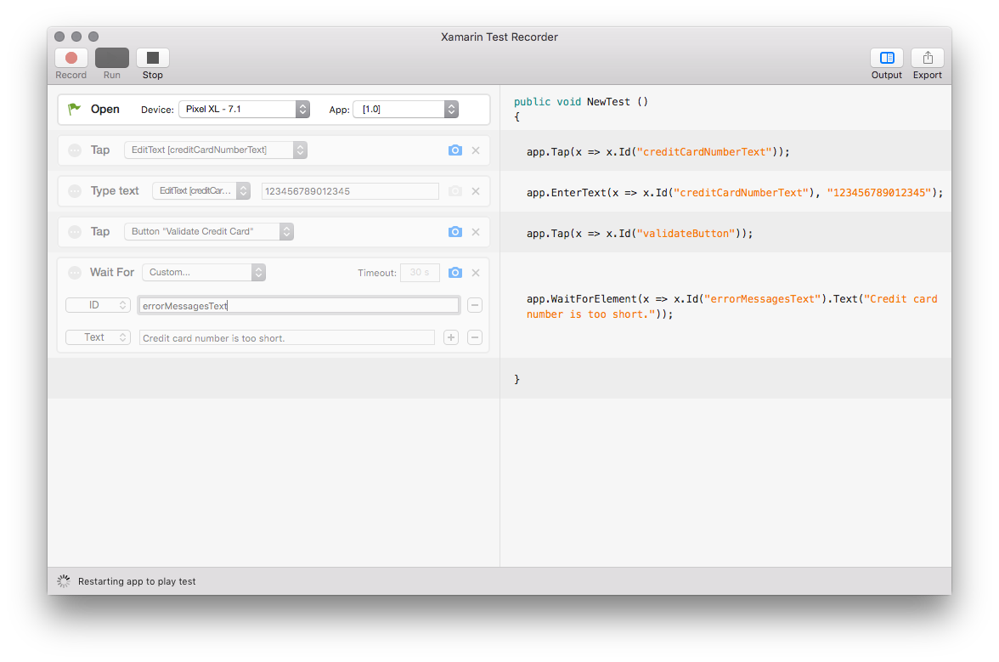 Xamarin Test Recorder
Record Run Stop Output Export
Open Device: Pixel XL - 7.1 App: [1.0]
Tap EditText [creditCardNumberText]
Type text EditText [creditCar... 123456789012345
Tap Button "Validate Credit Card"
Wait For Custom... Timeout: 30 s
ID errorMessagesText
Text Credit card number is too short.
public void NewTest ()
{
app.Tap(x => x.Id("creditCardNumberText"));
app.EnterText(x => x.Id("creditCardNumberText"), "123456789012345");
app.Tap(x => x.Id("validateButton"));
app.WaitForElement(x => x.Id("errorMessagesText").Text("Credit card
number is too short."));
}
Restarting app to play test